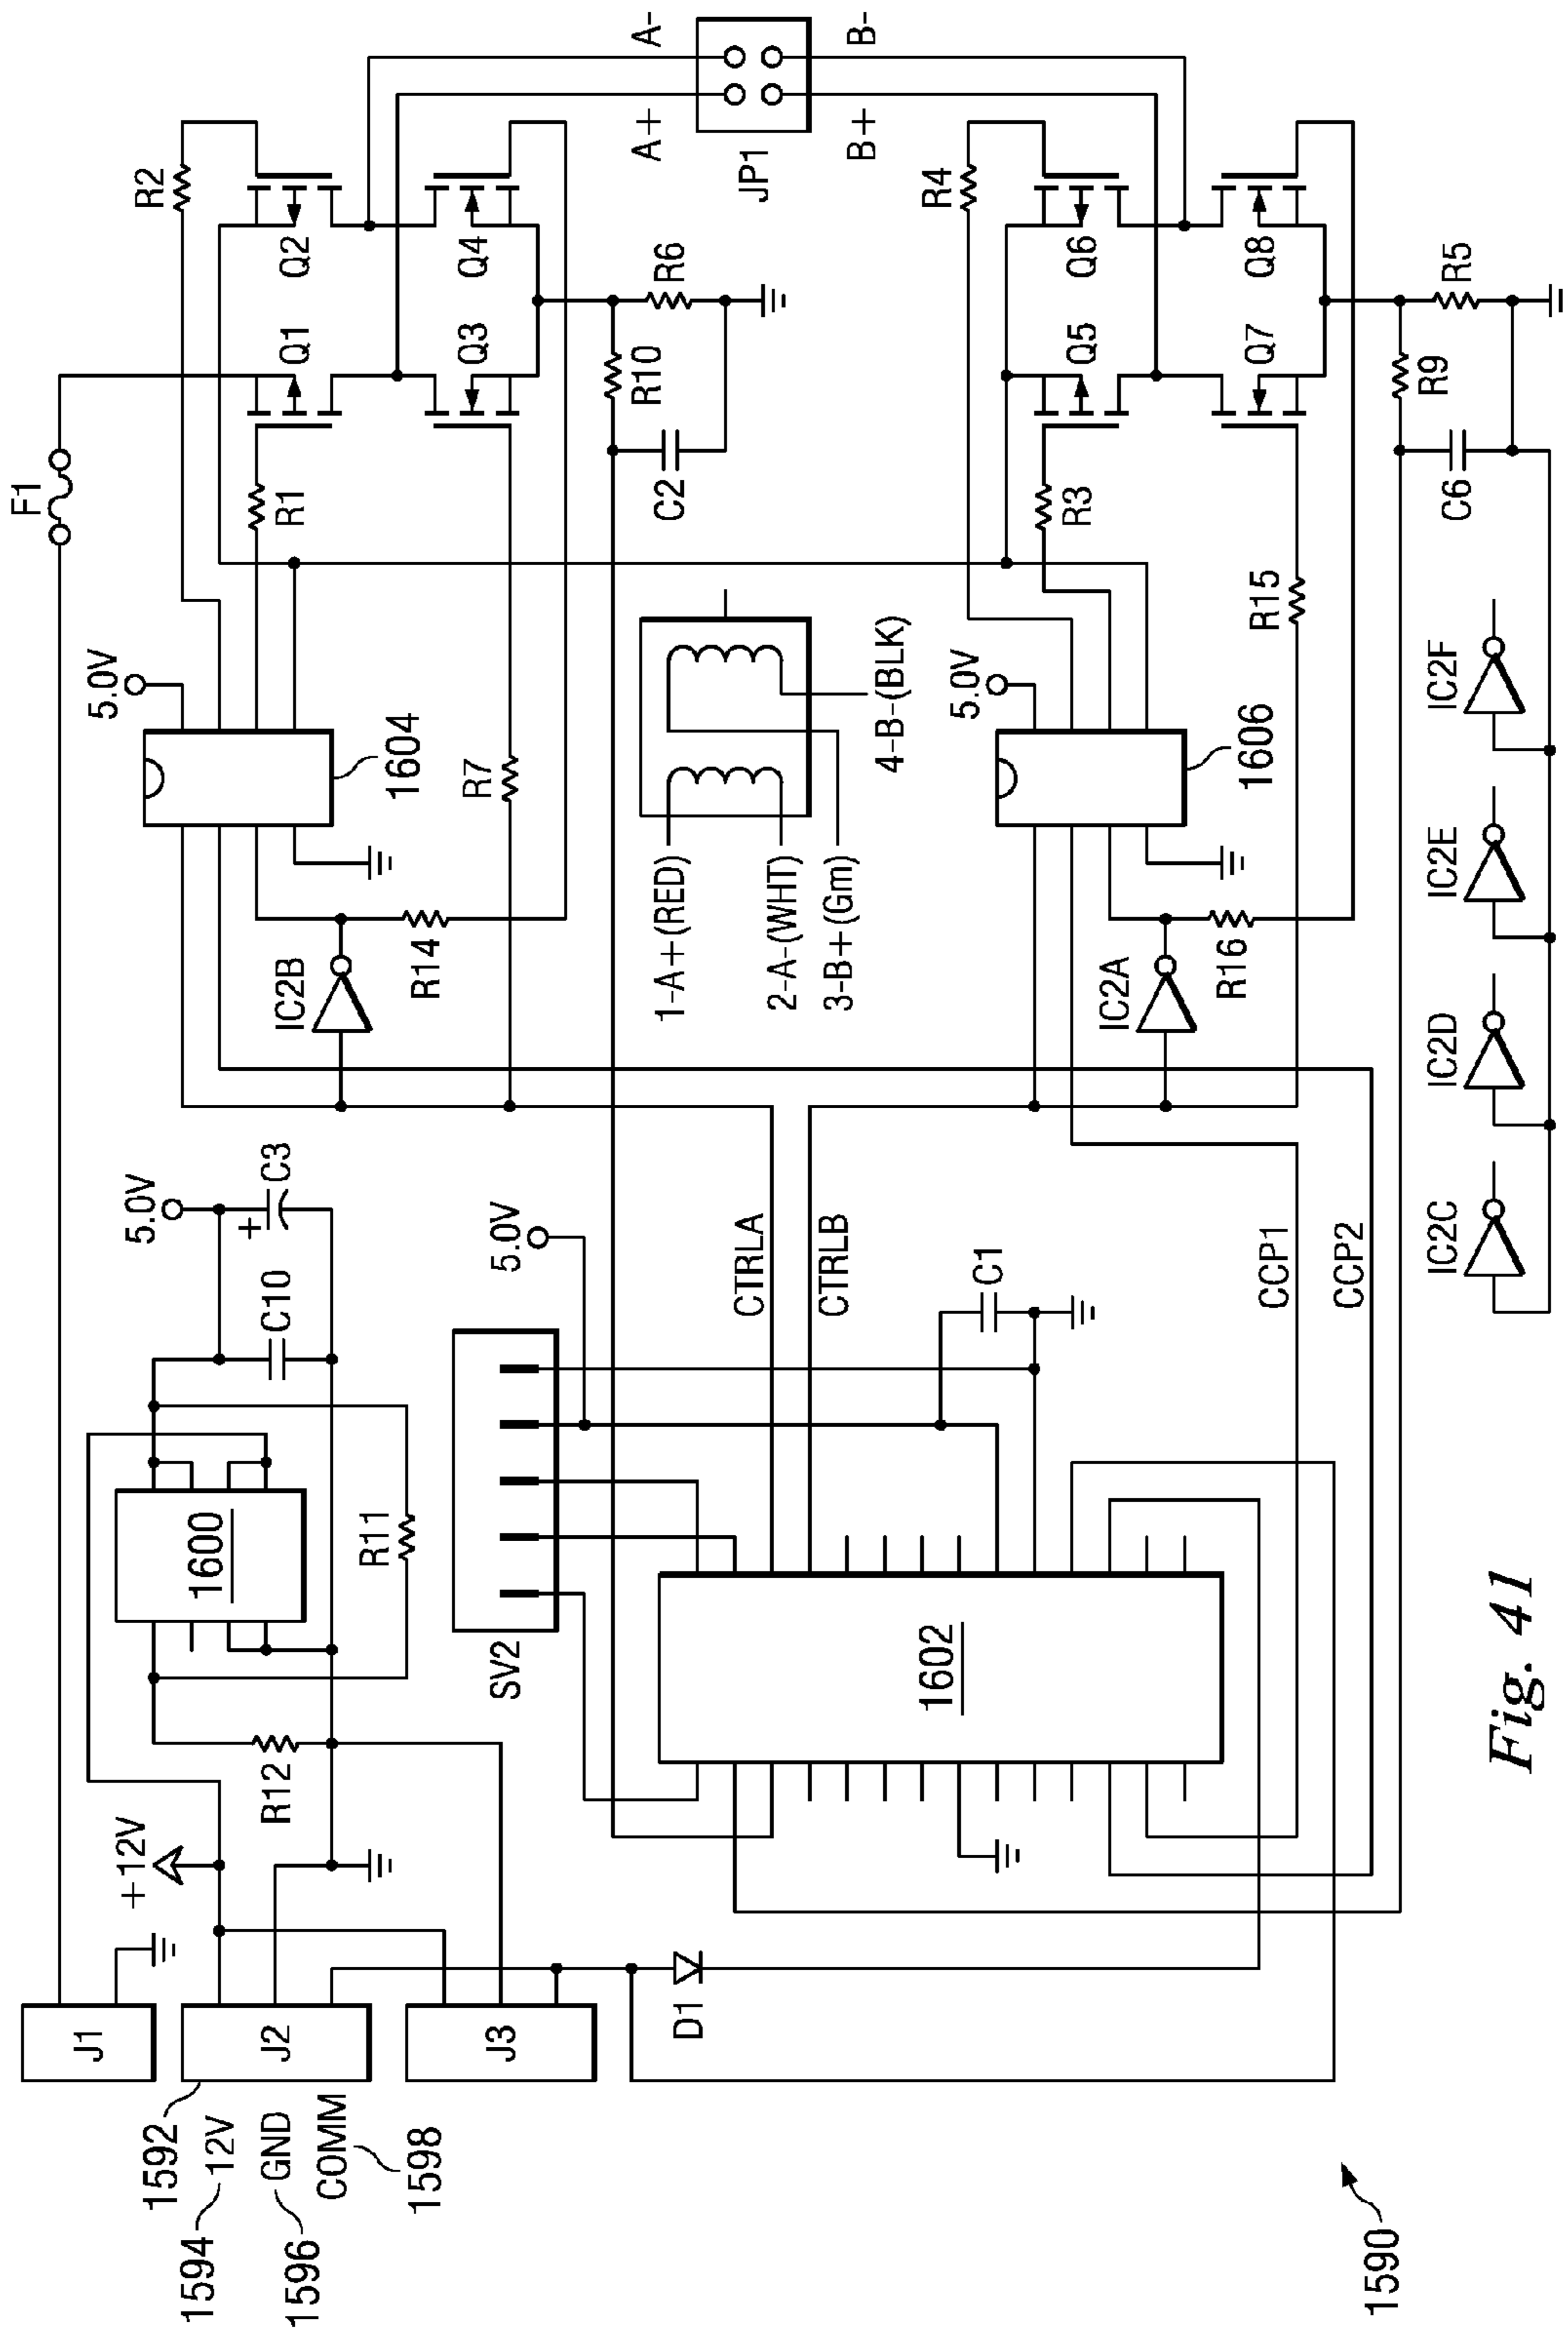 J1
1592
J2
1594
12V
1596
GND
COMM
1598
J3
+12V
R12
1600
R11
C10
5.0V
+
C3
F1
SV2
5.0V
1602
D1
CTRLA
CTRLB
C1
CCP1
CCP2
IC2B
R14
5.0V
1604
R7
R1
R2
Q1
Q2
Q3
Q4
R10
R6
C2
A+
A-
JP1
B+
B-
1-A+(RED)
2-A-(WHT)
3-B+(Gm)
4-B-(BLK)
IC2A
R16
5.0V
1606
R15
R3
R4
Q5
Q6
Q7
Q8
R9
R5
C6
IC2C
IC2D
IC2E
IC2F
1590
Fig. 41